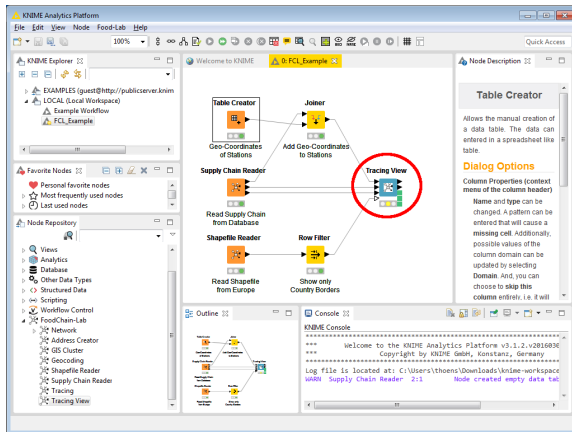 KNIME Analytics Platform
File Edit View Node Food-Lab Help
100%
Quick Access
KNIME Explorer
EXAMPLES (guest@http://publicserver.knim
LOCAL (Local Workspace)
Example Workflow
FCL_Example
Favorite Nodes
Personal favorite nodes
Most frequently used nodes
Last used nodes
Node Repository
Views
Analytics
Database
Other Data Types
Structured Data
Scripting
Workflow Control
FoodChain-Lab
Network
Address Creator
GIS Cluster
Geocoding
Shapefile Reader
Supply Chain Reader
Tracing
Tracing View
Welcome to KNIME
0: FCL_Example
Table Creator
Joiner
Geo-Coordinates
of Stations
Add Geo-Coordinates
to Stations
Supply Chain Reader
Tracing View
Read Supply Chain
from Database
Shapefile Reader
Row Filter
Read Shapefile
from Europe
Show only
Country Borders
Node Description
Table Creator
Allows the manual creation of
a data table. The data can
entered in a spreadsheet like
table.
Dialog Options
Column Properties (context
menu of the column header)
Name and type can be
changed. A pattern can be
entered that will cause a
missing cell. Additionally,
possible values of the
column domain can be
updated by selecting
Domain. And, you can
choose to skip this
column entirely, i.e. it will
Outline
Console
KNIME Console
***********************************************
*** Welcome to the KNIME Analytics Platform v3.1.2.v2016030
*** Copyright by KNIME GmbH, Konstanz, Germany
***********************************************
Log file is located at: C:\Users\thoens\Downloads\knime-workspace
WARN Supply Chain Reader 2:1 Node created empty data tab